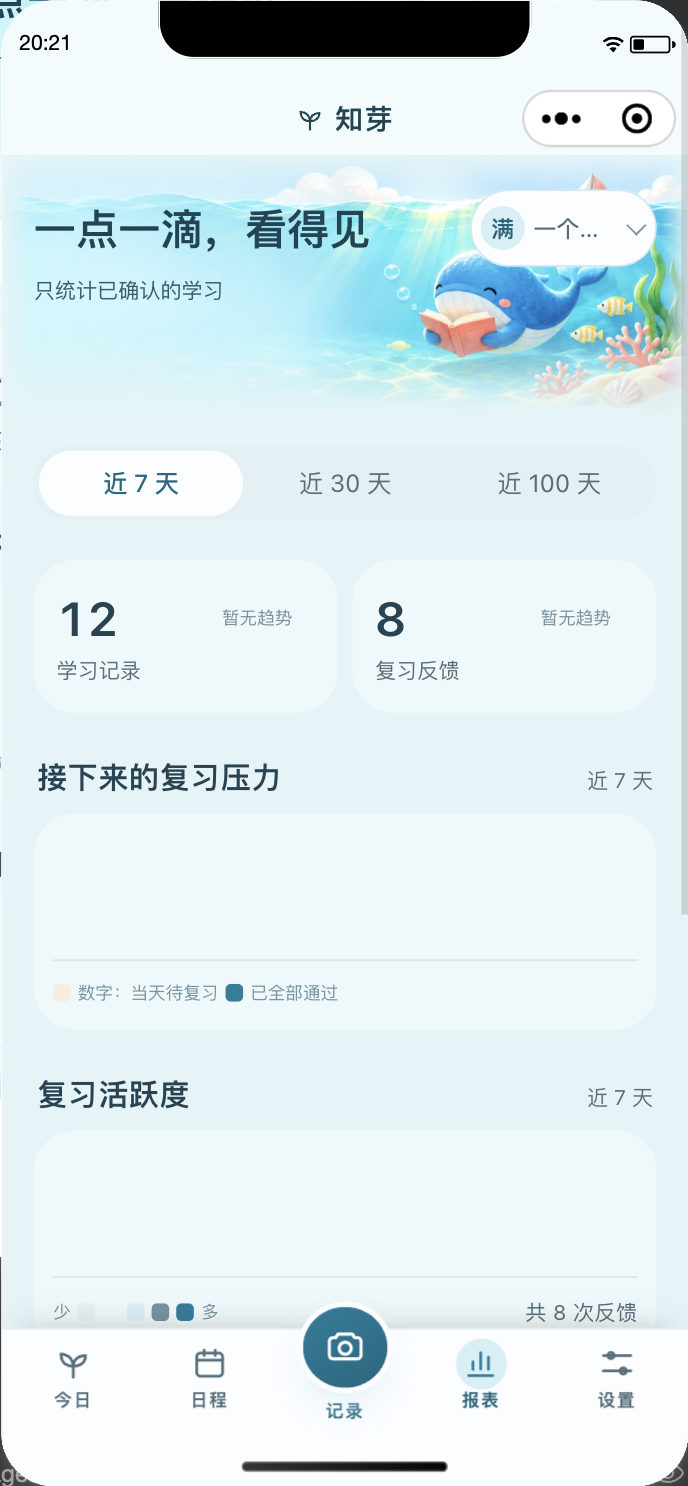 20:21
知芽
一点一滴，看得见
满 一个...
只统计已确认的学习
近 7 天 近 30 天 近 100 天
12 暂无趋势
学习记录
8 暂无趋势
复习反馈
接下来的复习压力 近 7 天
数字：当天待复习 已全部通过
复习活跃度 近 7 天
少 多 共 8 次反馈
今日 日程 记录 报表 设置